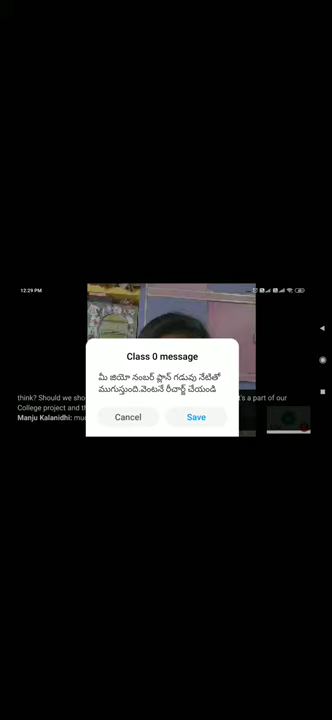 12:29 PM
Class 0 message
మీ జియో నంబర్ ప్లాన్ గడువు నేటితో
ముగుస్తుంది.వెంటనే రీచార్జ్ చేయండి
think? Should we sho
t's a part of our
Cancel
Save
College project and th
Manju Kalanidhi: mu